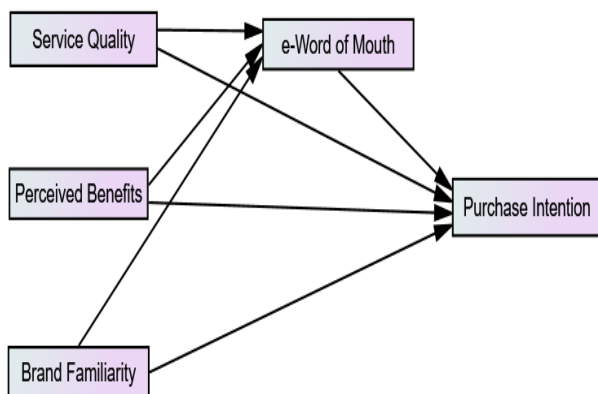 Service Quality
e-Word of Mouth
Perceived Benefits
Purchase Intention
Brand Familiarity